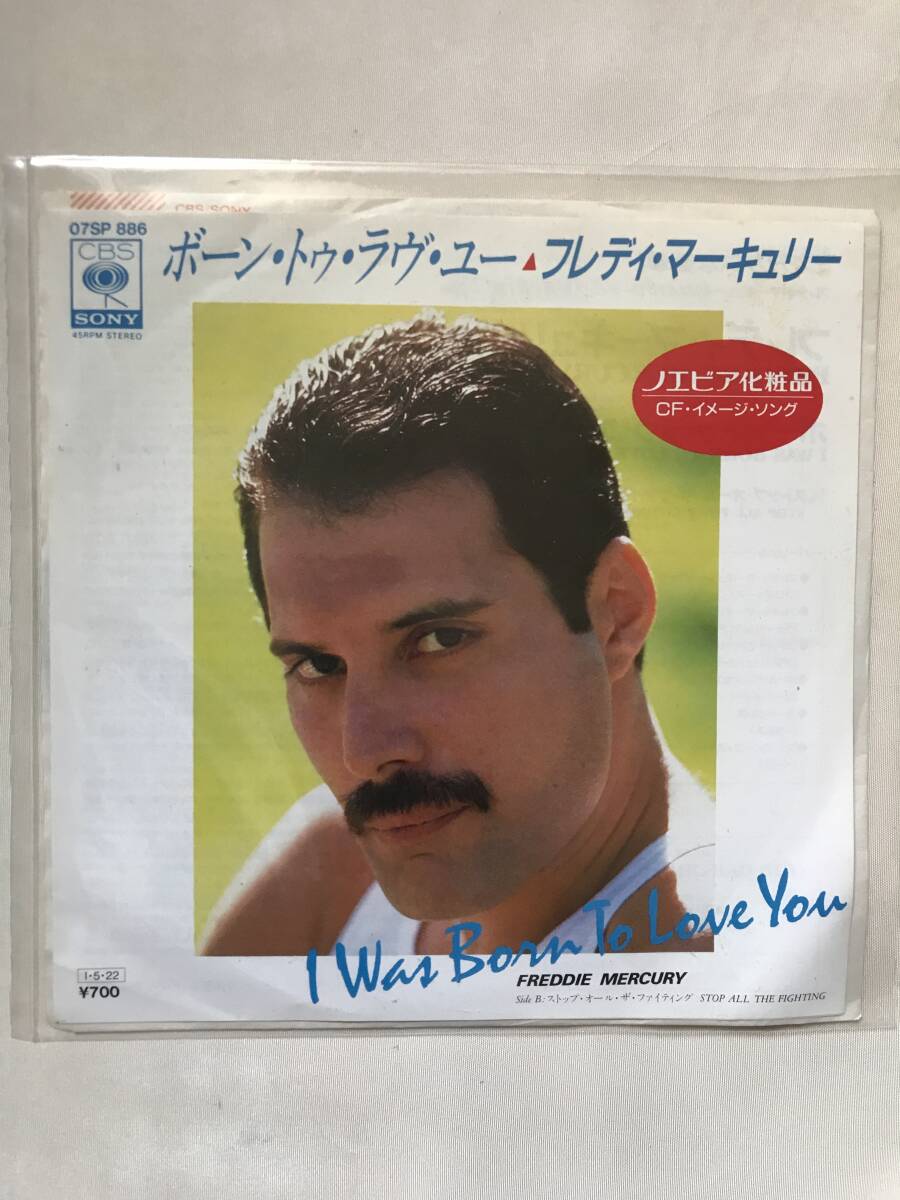 CBS/SONY
07SP 886
CBS
SONY
45RPM STEREO
ボーン・トゥ・ラヴ・ユー▲フレディ・マーキュリー
ノエビア化粧品
CF・イメージ・ソング
I Was Born To Love You
FREDDIE MERCURY
Side B: ストップ・オール・ザ・ファイティング STOP ALL THE FIGHTING
I・5・22
¥700